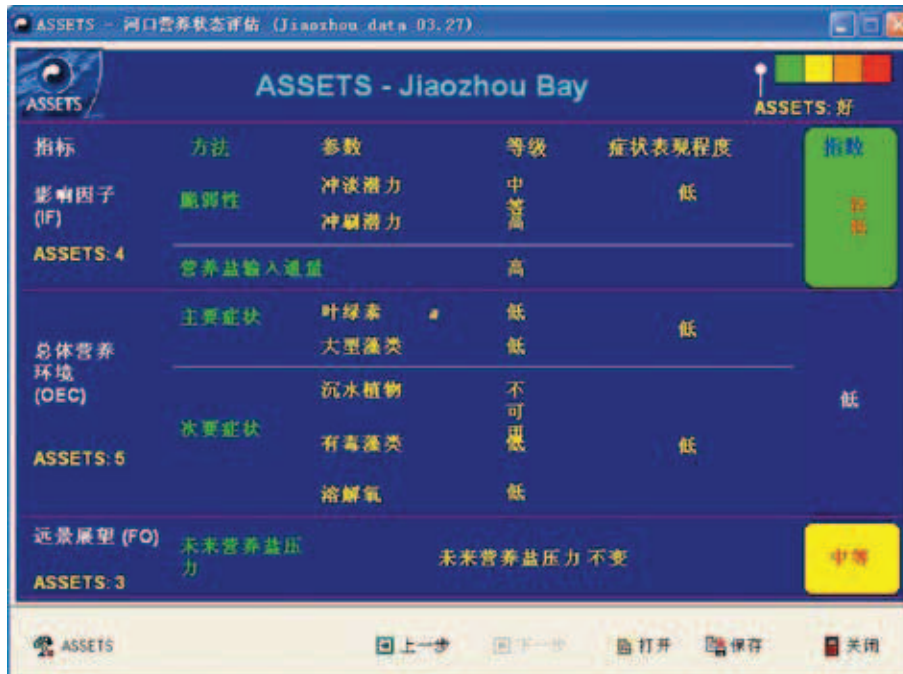 ASSETS - 河口营养状态评估 (Jiaozhou data 03.27)
ASSETS
ASSETS - Jiaozhou Bay
ASSETS: 好
指标 方法 参数 等级 症状表现程度 指数
影响因子
(IF)
ASSETS: 4
脆弱性
冲淡潜力 中等
冲刷潜力 高
低
较低
营养盐输入通量 高
总体营养
环境
(OEC)
ASSETS: 5
主要症状
叶绿素 低
大型藻类 低
低
次要症状
沉水植物 不可用
有毒藻类 低
溶解氧 低
低
低
远景展望 (FO)
ASSETS: 3
未来营养盐压
力
未来营养盐压力 不变
中等
ASSETS 上一步 下一步 打开 保存 关闭